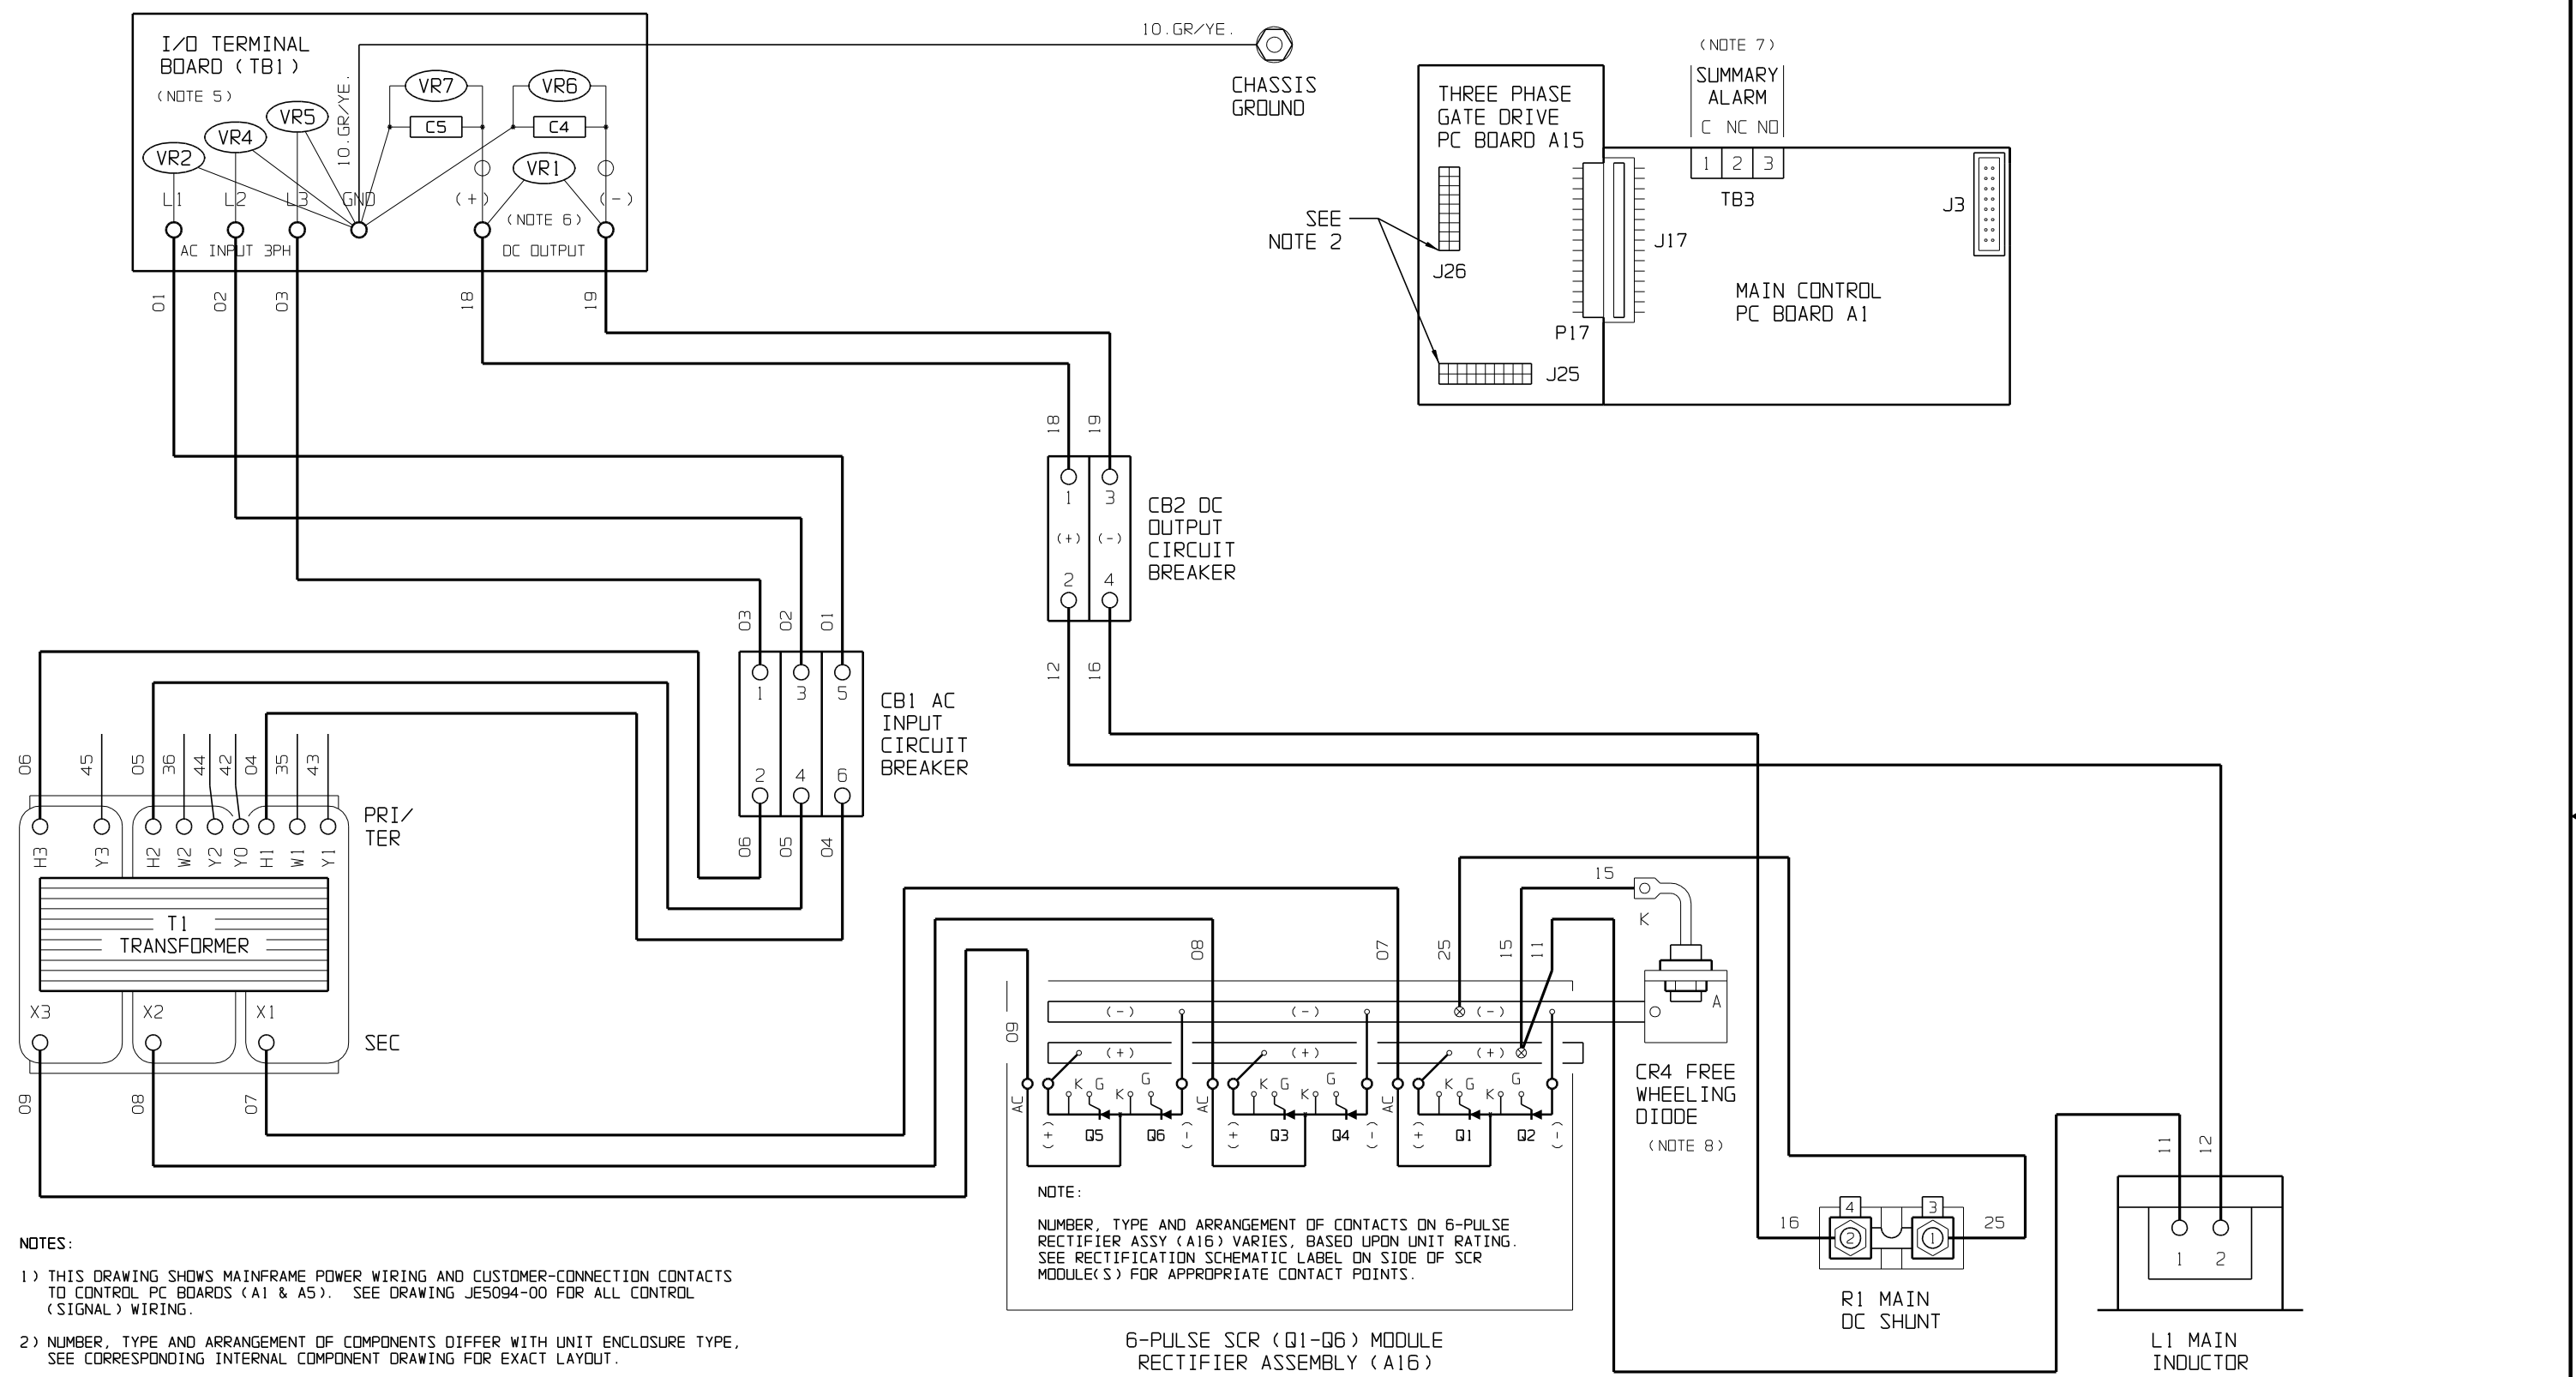 I/O TERMINAL
BOARD (TB1)
(NOTE 5)
VR2
VR4
VR5
10.GR/YE.
VR7
C5
VR6
C4
VR1
(NOTE 6)
L1
L2
L3
GND
(+)
(-)
AC INPUT 3PH
DC OUTPUT
01
02
03
18
19
10.GR/YE.
CHASSIS
GROUND
THREE PHASE
GATE DRIVE
PC BOARD A15
SEE
NOTE 2
J26
J25
P17
J17
(NOTE 7)
SUMMARY
ALARM
C NC NO
1 2 3
TB3
J3
MAIN CONTROL
PC BOARD A1
18
19
1 3
(+) (-)
2 4
CB2 DC
OUTPUT
CIRCUIT
BREAKER
12
16
03
02
01
1 3 5
2 4 6
CB1 AC
INPUT
CIRCUIT
BREAKER
06
05
04
06
45
05
36
44
42
04
35
43
PRI/
TER
H3
Y3
H2
W2
Y2
Y0
H1
W1
Y1
T1
TRANSFORMER
X3 X2 X1
SEC
09
08
07
09
08
07
25
15
11
15
K
A
(-) (-) (-)
(+) (+) (+)
AC
K G
K
G
(+)
Q5 Q6
(-)
AC
K G
K
G
(+)
Q3 Q4
(-)
AC
K G
K
G
(+)
Q1 Q2
(-)
CR4 FREE
WHEELING
DIODE
(NOTE 8)
NOTE:
NUMBER, TYPE AND ARRANGEMENT OF CONTACTS ON 6-PULSE
RECTIFIER ASSY (A16) VARIES, BASED UPON UNIT RATING.
SEE RECTIFICATION SCHEMATIC LABEL ON SIDE OF SCR
MODULE(S) FOR APPROPRIATE CONTACT POINTS.
6-PULSE SCR (Q1-Q6) MODULE
RECTIFIER ASSEMBLY (A16)
16
4
2
3
1
25
R1 MAIN
DC SHUNT
11
12
1 2
L1 MAIN
INDUCTOR
NOTES:
1) THIS DRAWING SHOWS MAINFRAME POWER WIRING AND CUSTOMER-CONNECTION CONTACTS
TO CONTROL PC BOARDS (A1 & A5). SEE DRAWING JE5094-00 FOR ALL CONTROL
(SIGNAL) WIRING.
2) NUMBER, TYPE AND ARRANGEMENT OF COMPONENTS DIFFER WITH UNIT ENCLOSURE TYPE,
SEE CORRESPONDING INTERNAL COMPONENT DRAWING FOR EXACT LAYOUT.